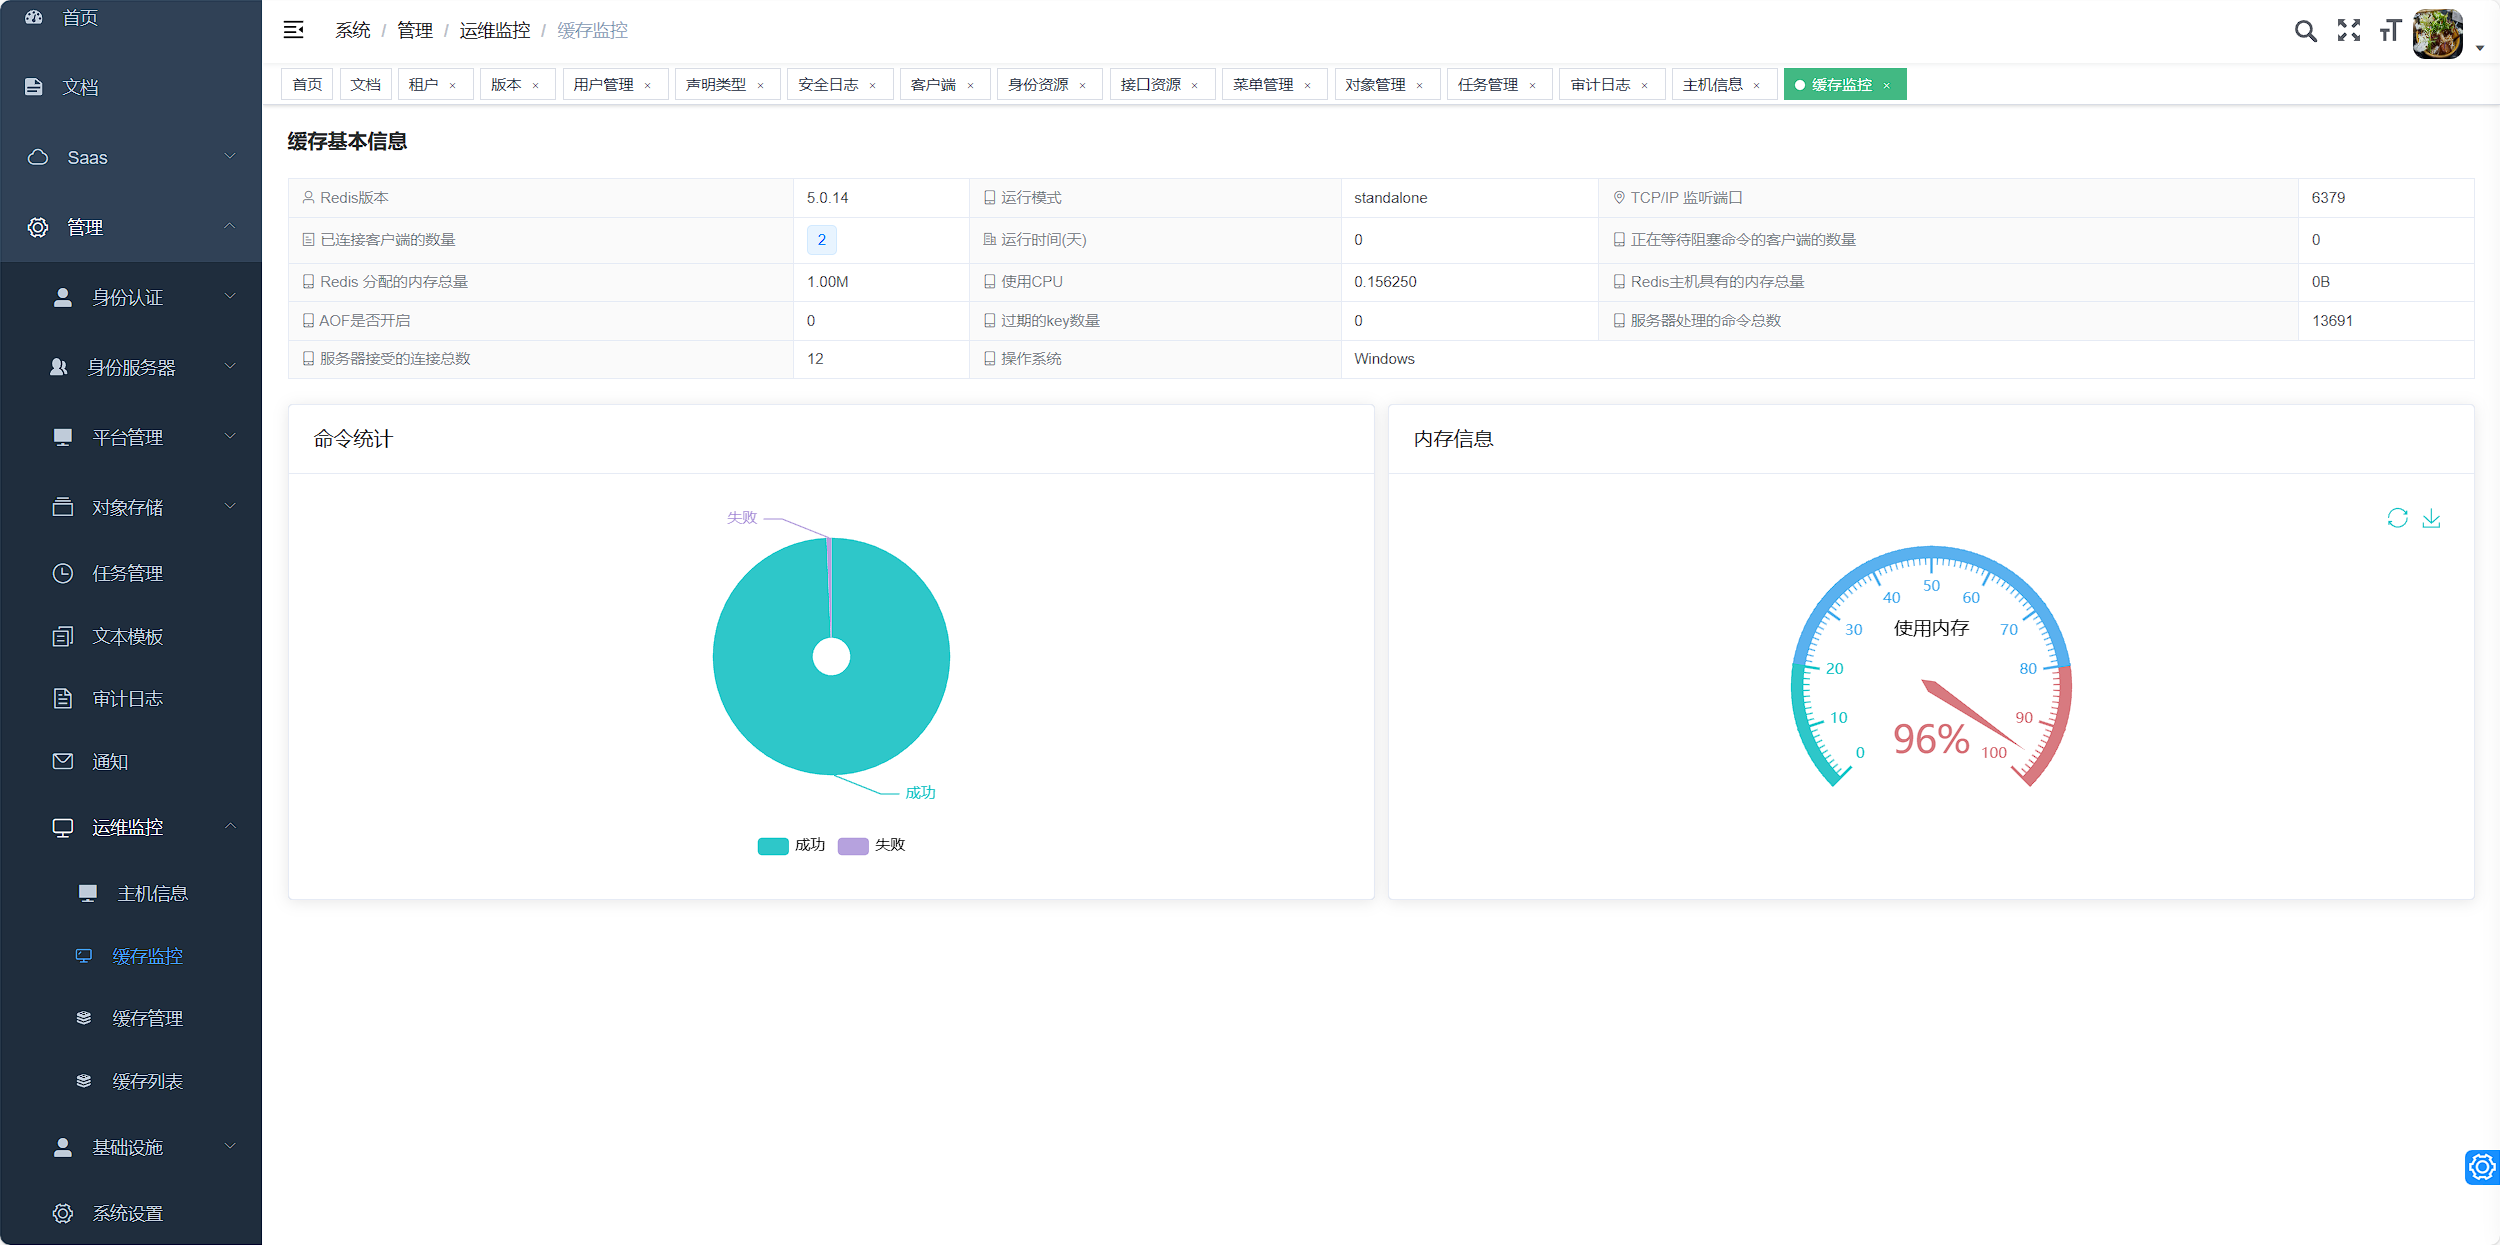 首页
文档
Saas
管理
身份认证
身份服务器
平台管理
对象存储
任务管理
文本模板
审计日志
通知
运维监控
主机信息
缓存监控
缓存管理
缓存列表
基础设施
系统设置
系统 / 管理 / 运维监控 / 缓存监控
首页 文档 租户 × 版本 × 用户管理 × 声明类型 × 安全日志 × 客户端 × 身份资源 × 接口资源 × 菜单管理 × 对象管理 × 任务管理 × 审计日志 × 主机信息 × 缓存监控 ×
缓存基本信息
Redis版本 5.0.14 运行模式 standalone TCP/IP 监听端口 6379
已连接客户端的数量 2 运行时间(天) 0 正在等待阻塞命令的客户端的数量 0
Redis 分配的内存总量 1.00M 使用CPU 0.156250 Redis主机具有的内存总量 0B
AOF是否开启 0 过期的key数量 0 服务器处理的命令总数 13691
服务器接受的连接总数 12 操作系统 Windows
命令统计
失败
成功
成功 失败
内存信息
50
40 60
使用内存
30 70
20 80
10 90
96%
0 100